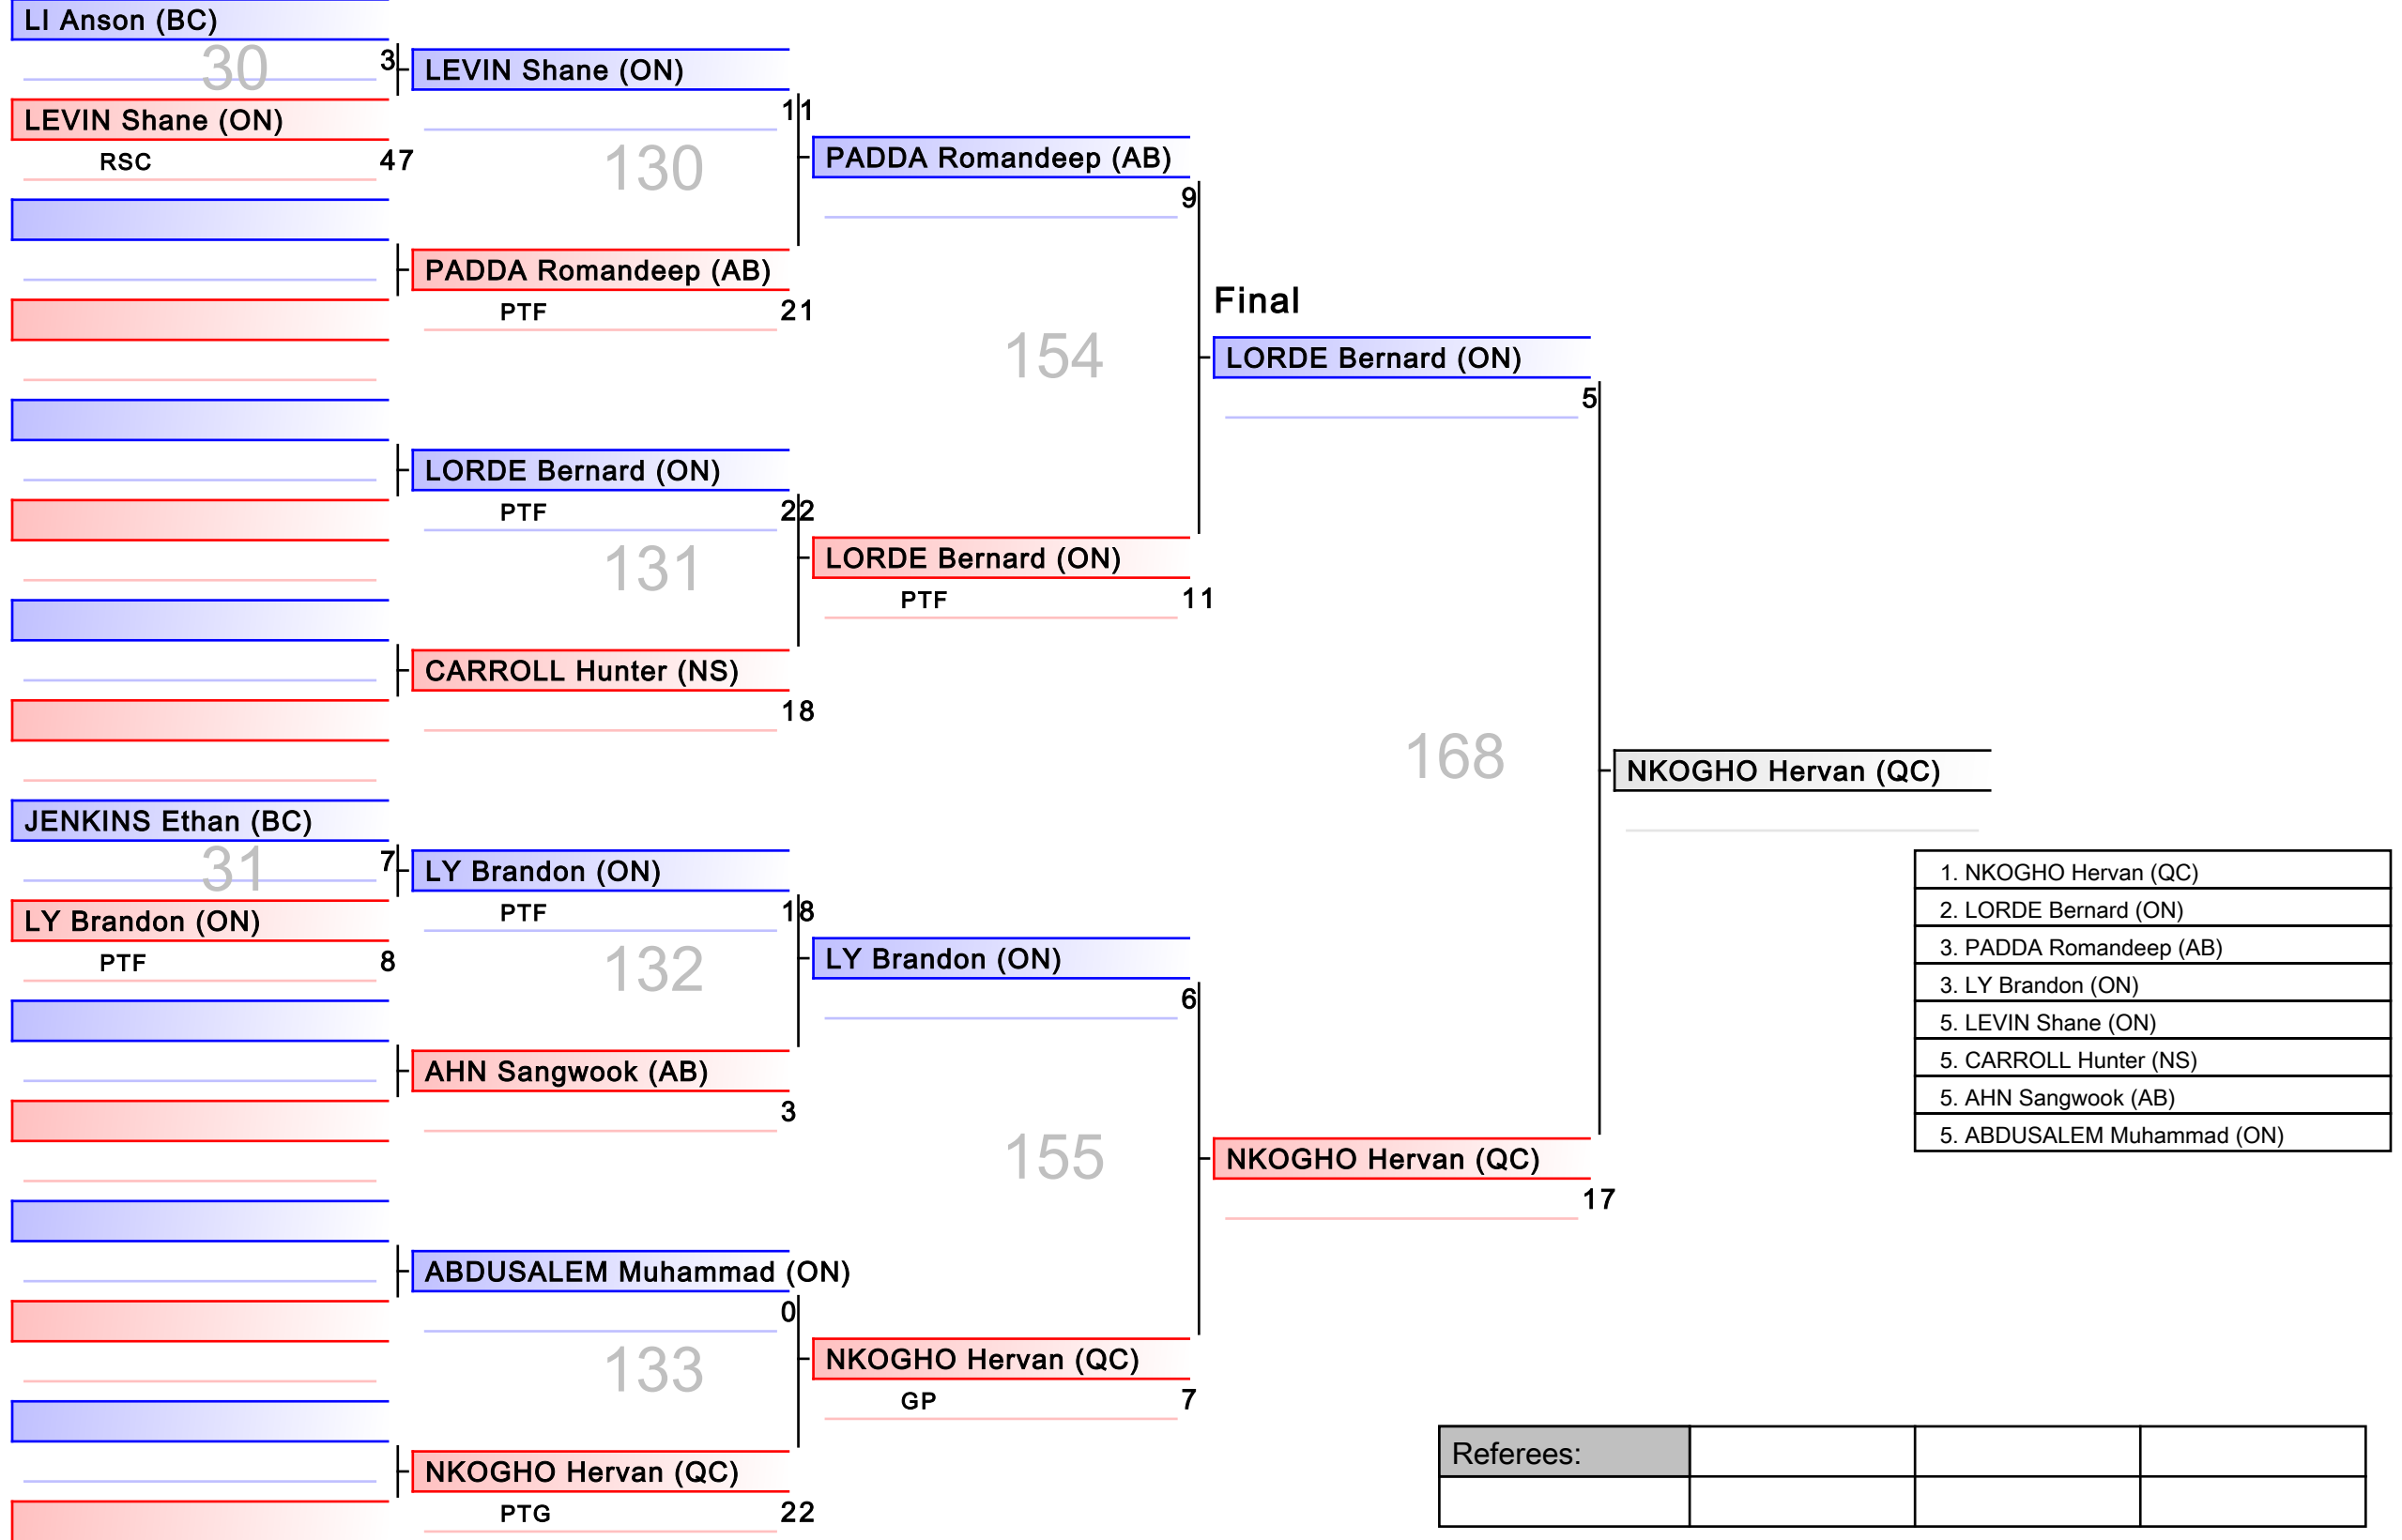 LI Anson (BC)
30
3
LEVIN Shane (ON)
RSC
47
LEVIN Shane (ON)
11
130
PADDA Romandeep (AB)
PTF
21
PADDA Romandeep (AB)
9
154
LORDE Bernard (ON)
PTF
22
131
CARROLL Hunter (NS)
18
LORDE Bernard (ON)
PTF
11
Final
LORDE Bernard (ON)
5
168
JENKINS Ethan (BC)
31
7
LY Brandon (ON)
PTF
8
LY Brandon (ON)
PTF
18
132
AHN Sangwook (AB)
3
LY Brandon (ON)
6
155
ABDUSALEM Muhammad (ON)
0
133
NKOGHO Hervan (QC)
PTG
22
NKOGHO Hervan (QC)
GP
7
NKOGHO Hervan (QC)
17
NKOGHO Hervan (QC)
1. NKOGHO Hervan (QC)
2. LORDE Bernard (ON)
3. PADDA Romandeep (AB)
3. LY Brandon (ON)
5. LEVIN Shane (ON)
5. CARROLL Hunter (NS)
5. AHN Sangwook (AB)
5. ABDUSALEM Muhammad (ON)
Referees: